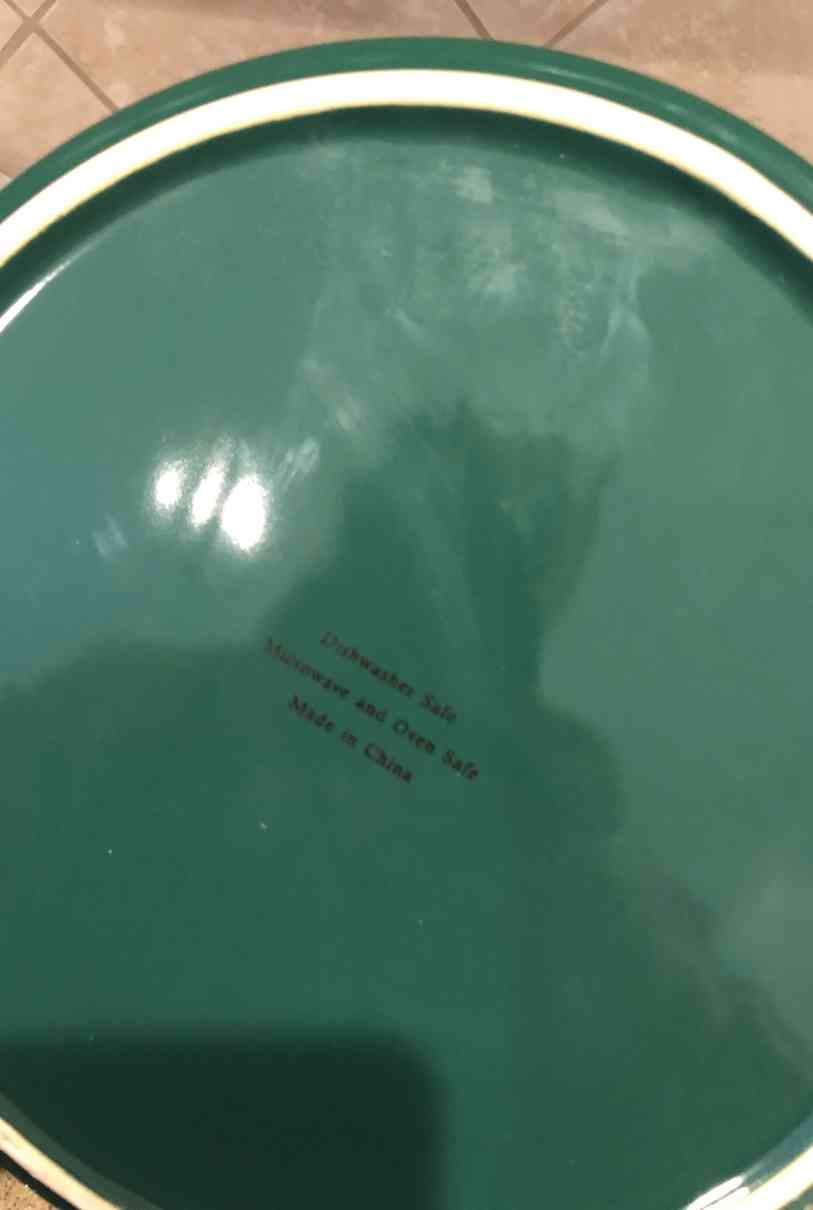 Dishwasher Safe
Microwave and Oven Safe
Made in China